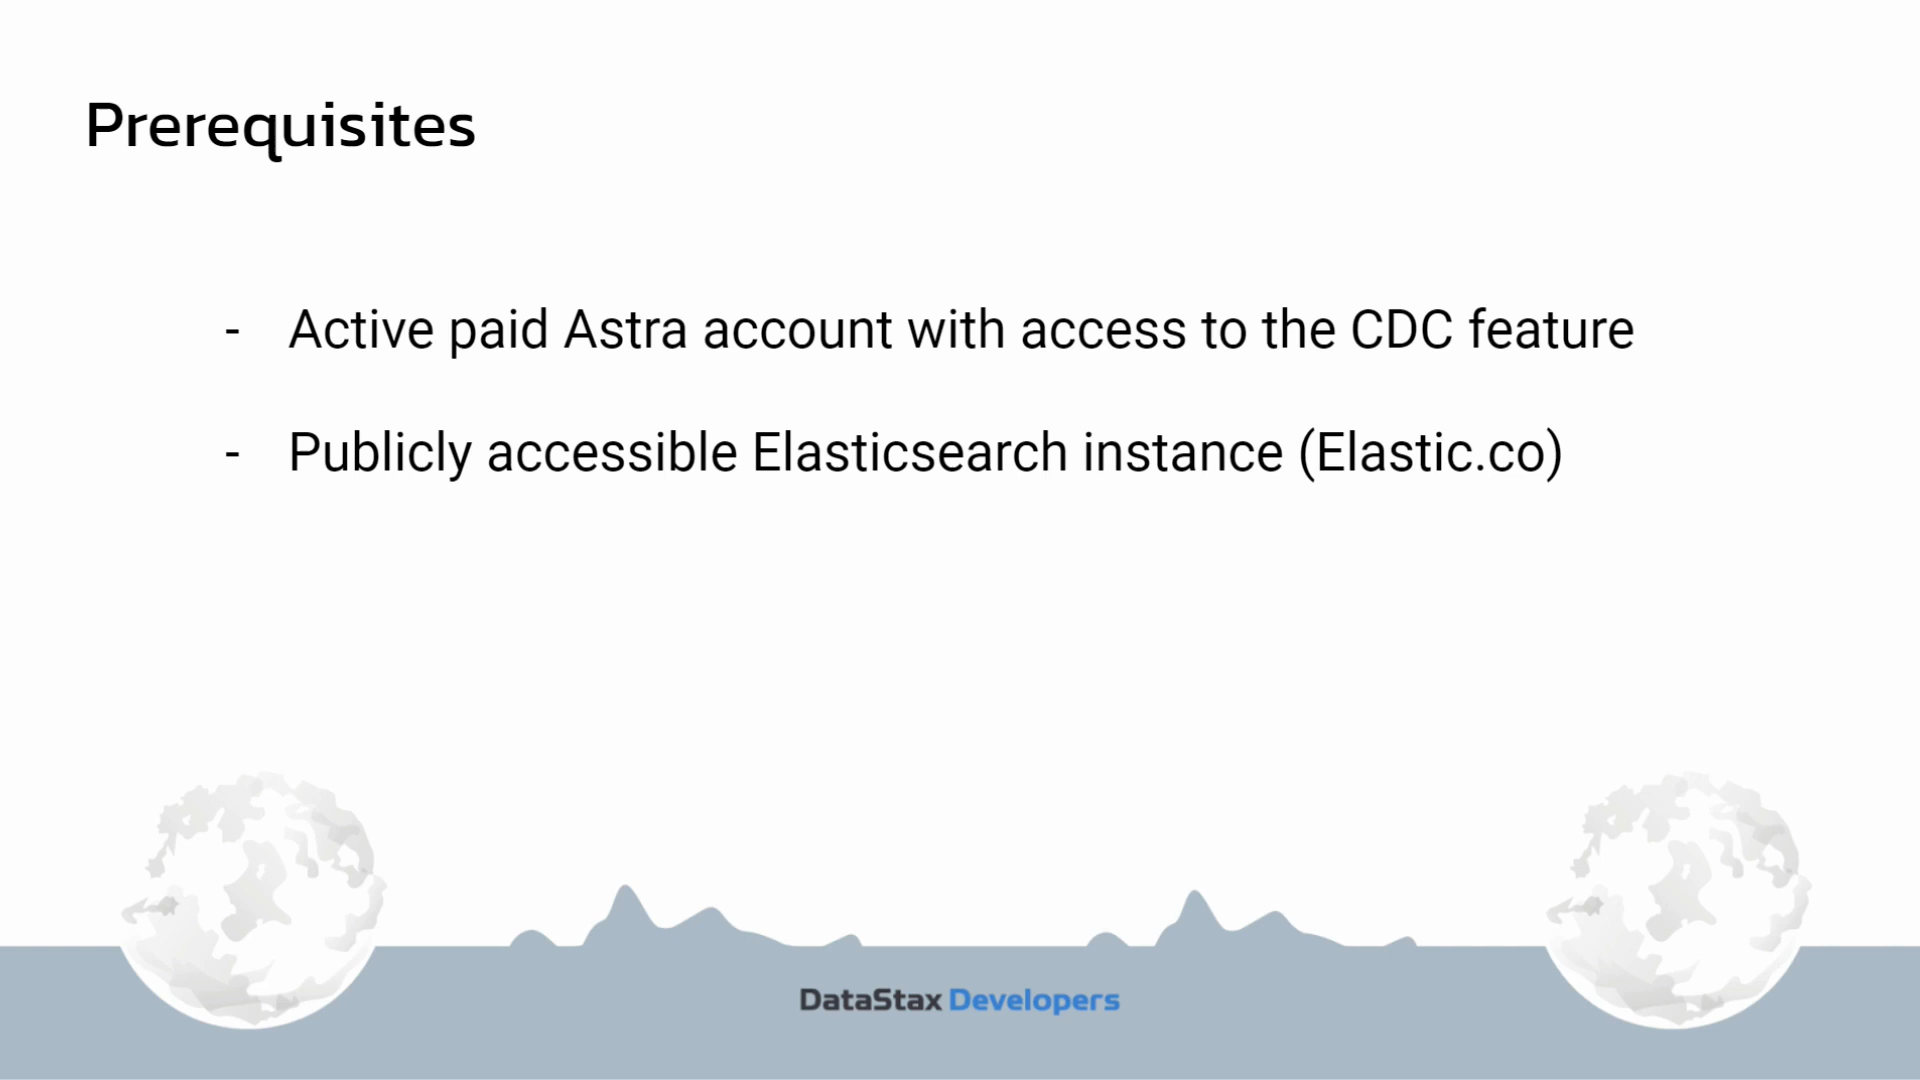 Prerequisites
- Active paid Astra account with access to the CDC feature
- Publicly accessible Elasticsearch instance (Elastic.co)
DataStax Developers